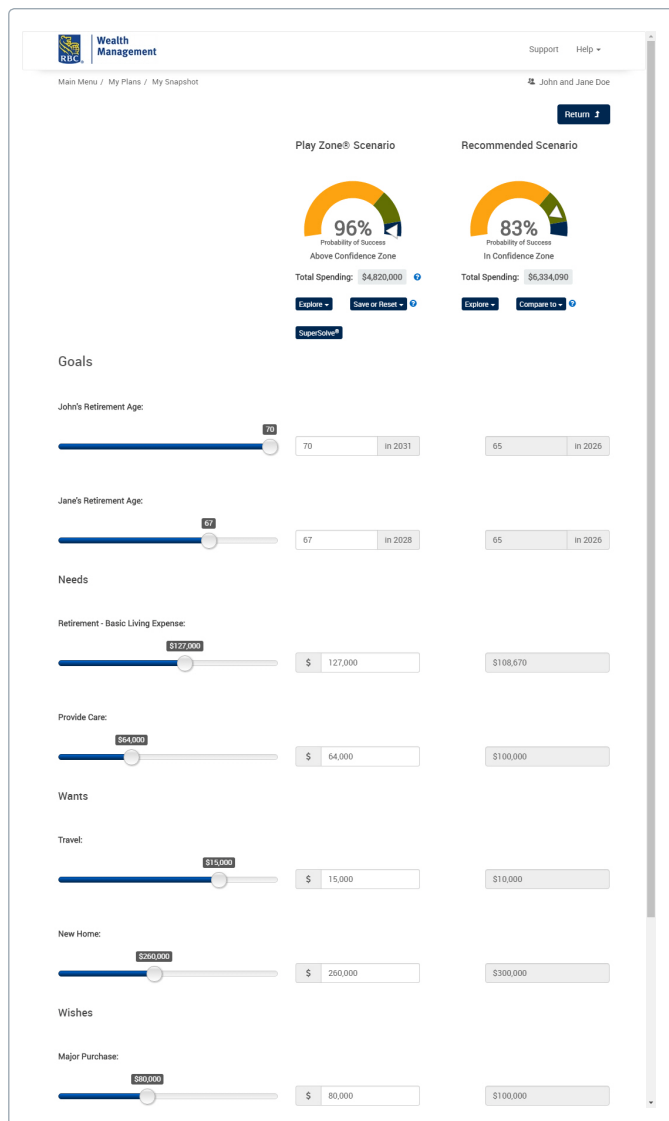 RBC®
Wealth
Management
Support Help
Main Menu / My Plans / My Snapshot
John and Jane Doe
Return
Play Zone® Scenario Recommended Scenario
96% 83%
Probability of Success Probability of Success
Above Confidence Zone In Confidence Zone
Total Spending: $4,820,000 ? Total Spending: $6,334,090
Explore Save or Reset ? Explore Compare to ?
SuperSolve®
Goals
John's Retirement Age:
70
70 in 2031 65 in 2026
Jane's Retirement Age:
67
67 in 2028 65 in 2026
Needs
Retirement - Basic Living Expense:
$127,000
$ 127,000 $108,670
Provide Care:
$64,000
$ 64,000 $100,000
Wants
Travel:
$15,000
$ 15,000 $10,000
New Home:
$260,000
$ 260,000 $300,000
Wishes
Major Purchase:
$80,000
$ 80,000 $100,000